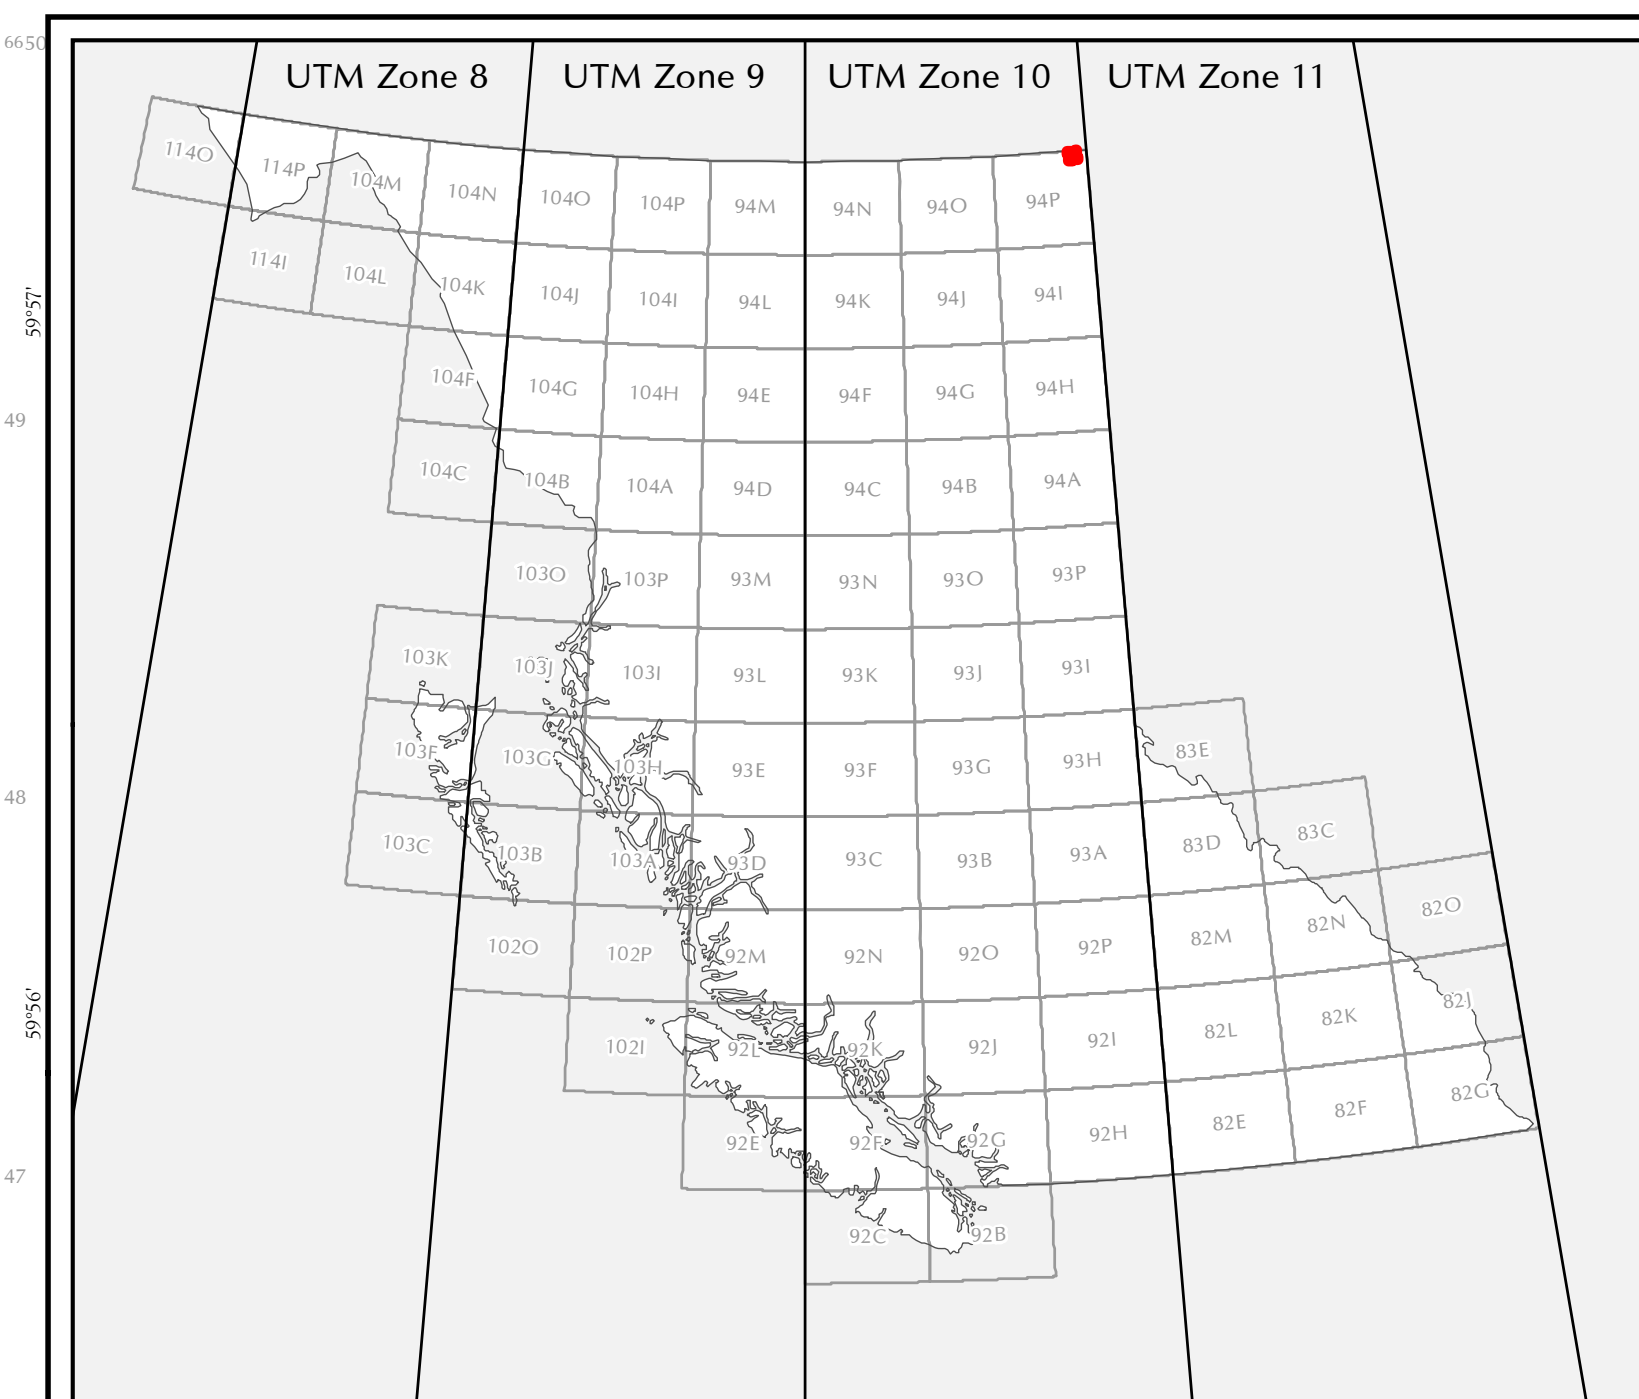 6650
UTM Zone 8 UTM Zone 9 UTM Zone 10 UTM Zone 11
114O 114P 104M 104N 104O 104P 94M 94N 94O 94P
114I 104L 104K 104J 104I 94L 94K 94J 94I
59°57'
104F 104G 104H 94E 94F 94G 94H
49
104C 104B 104A 94D 94C 94B 94A
103O 103P 93M 93N 93O 93P
103K 103J 103I 93L 93K 93J 93I
103F 103G 103H 93E 93F 93G 93H 83E
48
103C 103B 103A 93D 93C 93B 93A 83D 83C
102O 102P 92M 92N 92O 92P 82M 82N 82O
59°56'
102I 92L 92K 92J 92I 82L 82K 82J
92E 92F 92G 92H 82E 82F 82G
47
92C 92B